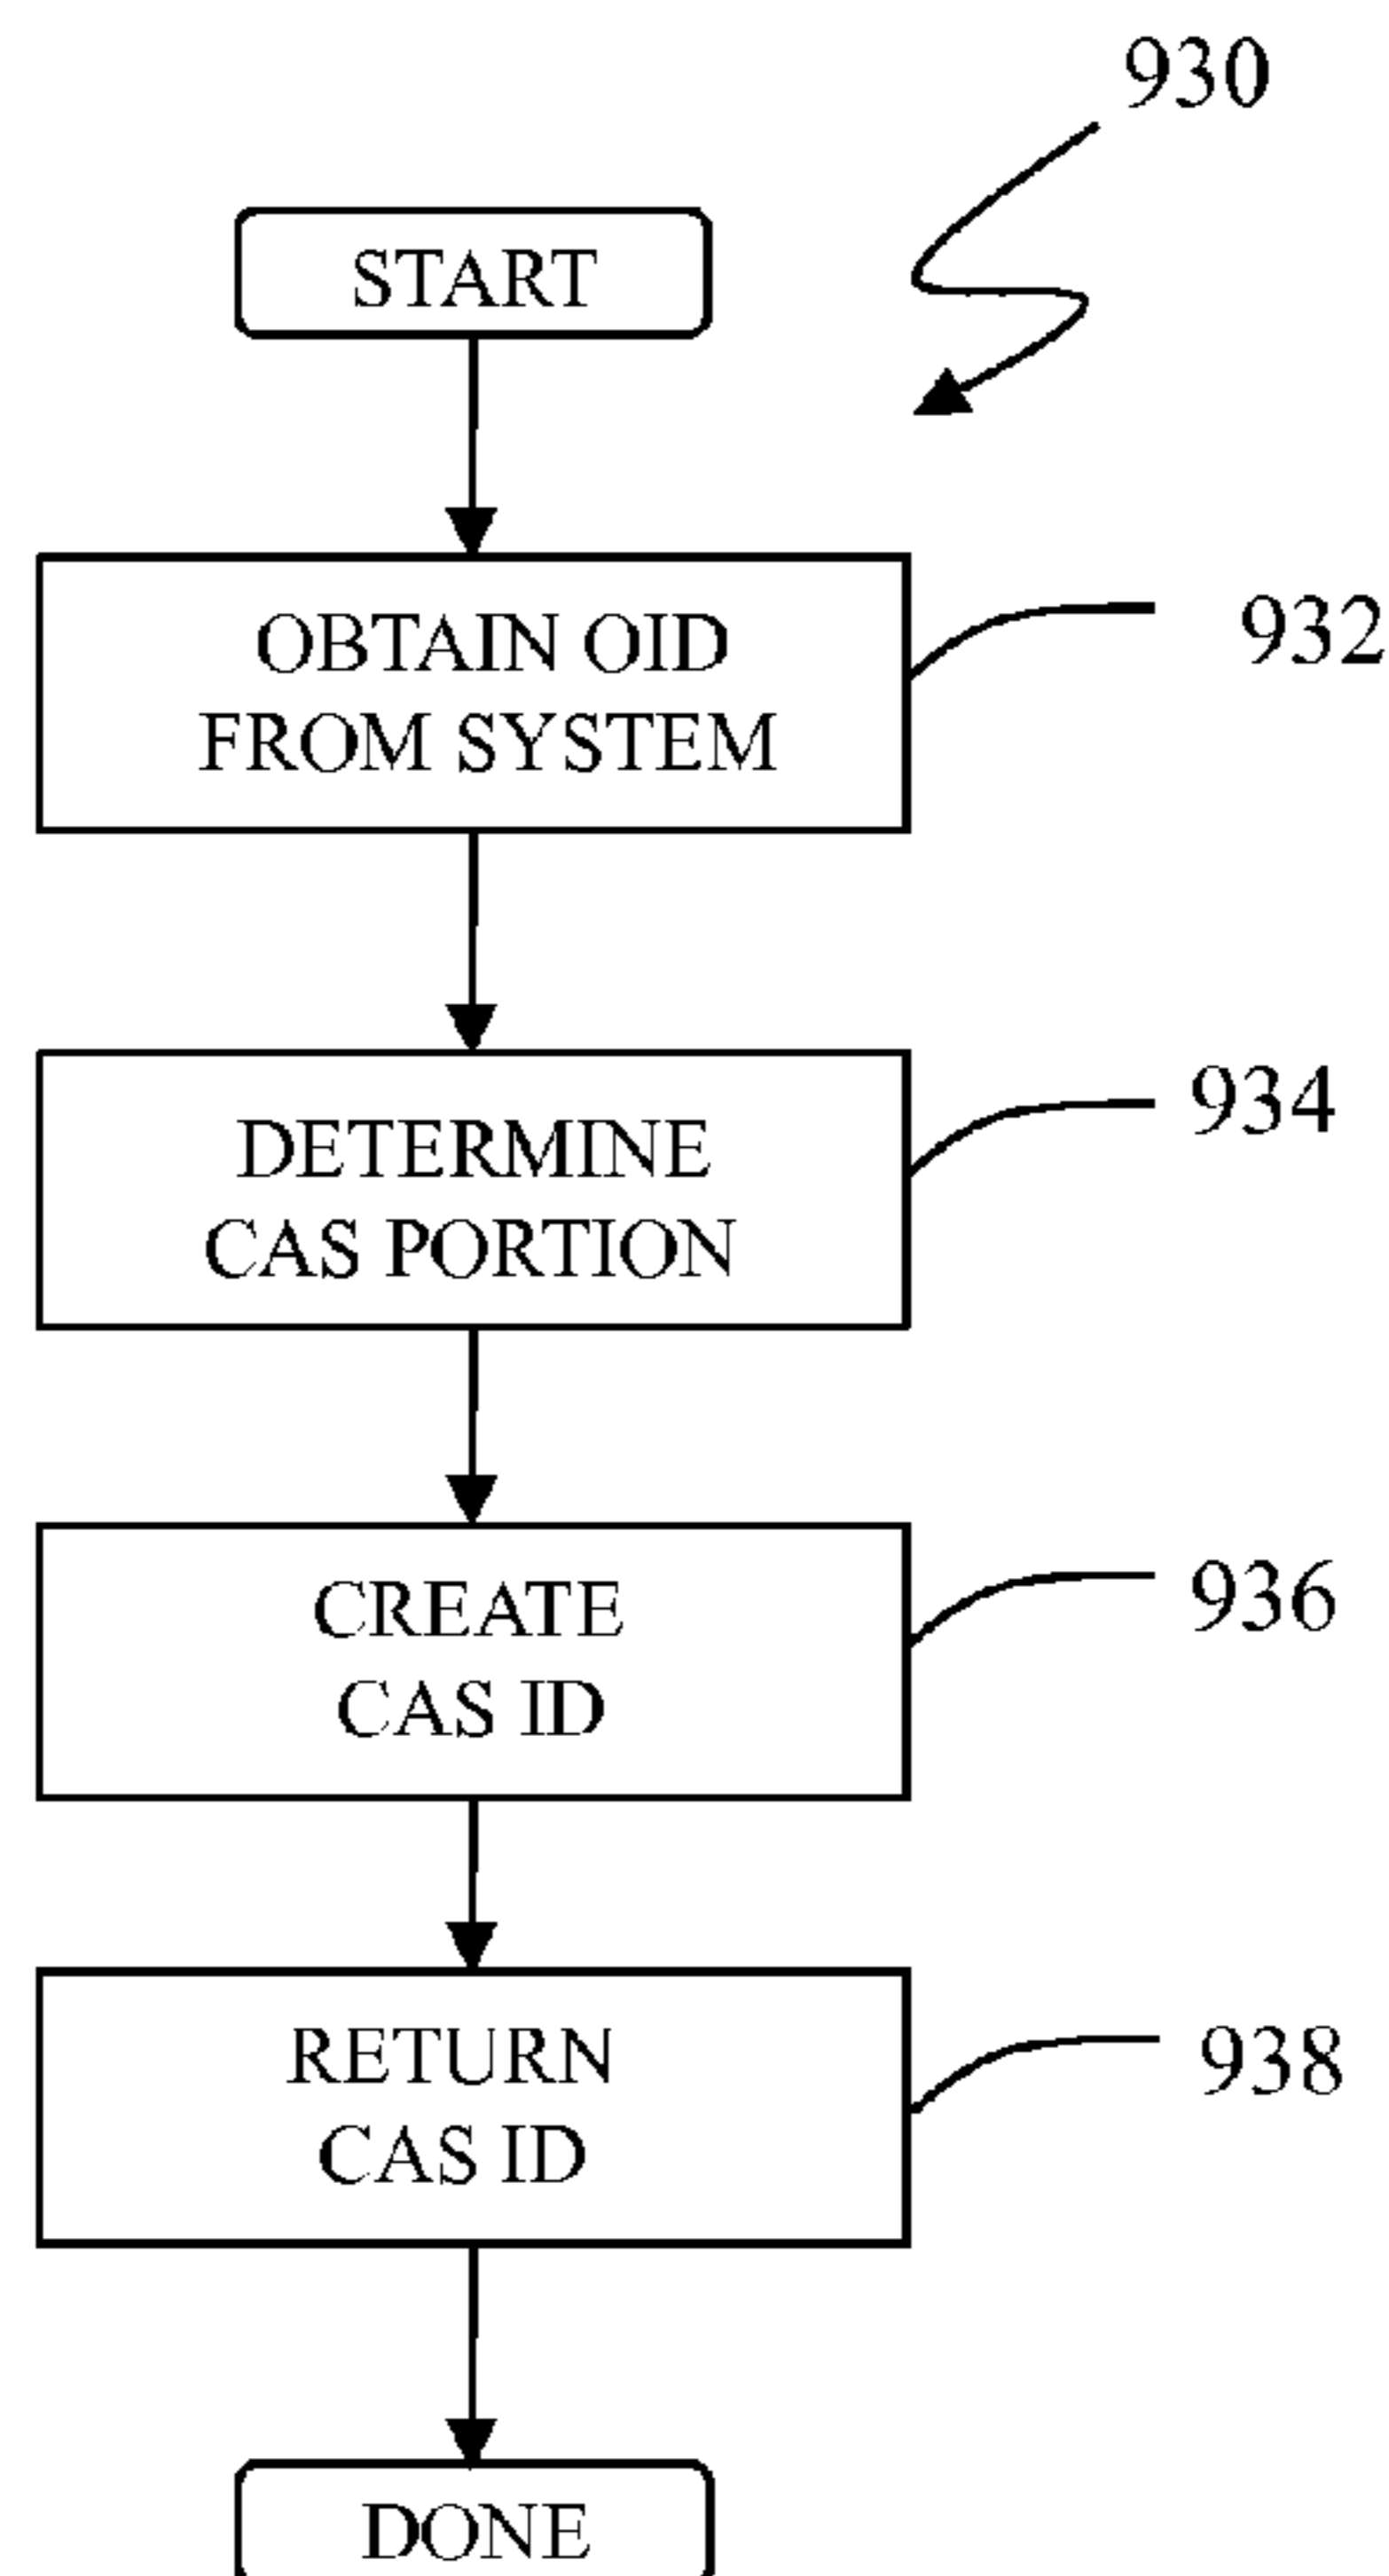 930
START
OBTAIN OID
FROM SYSTEM
932
DETERMINE
CAS PORTION
934
CREATE
CAS ID
936
RETURN
CAS ID
938
DONE